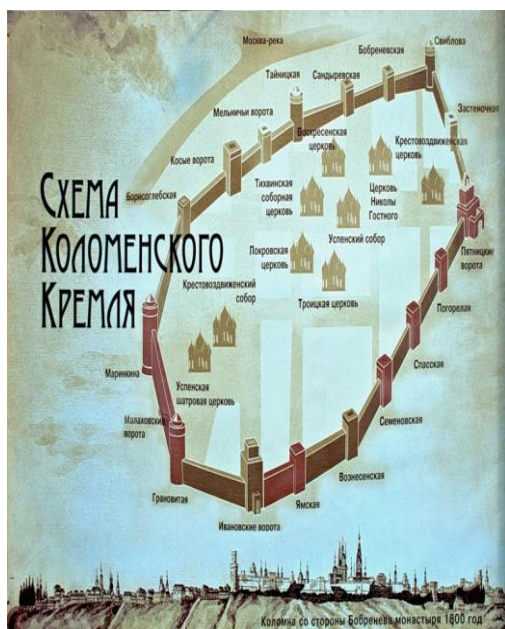 Москва-река
Бобреневская
Свиблова
Тайницкая
Сандыревская
Мельничьи ворота
Застеночная
Воскресенская
церковь
Крестовоздвиженская
церковь
Косые ворота
Борисоглебская
Тихвинская
соборная
церковь
Церковь
Николы
Гостного
СХЕМА
КОЛОМЕНСКОГО
КРЕМЛЯ
Успенский собор
Покровская
церковь
Пятницкие
ворота
Крестовоздвиженский
собор
Троицкая церковь
Погорелая
Маринкина
Спасская
Успенская
шатровая церковь
Малаховские
ворота
Семеновская
Вознесенская
Грановитая
Ямская
Ивановские ворота
Коломна со стороны Бобренева монастыря 1800 год